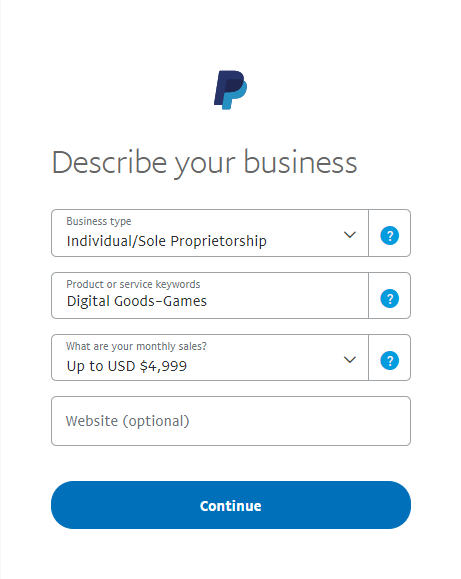 Describe your business
Business type
Individual/Sole Proprietorship
?
Product or service keywords
Digital Goods-Games
?
What are your monthly sales?
Up to USD $4,999
?
Website (optional)
Continue